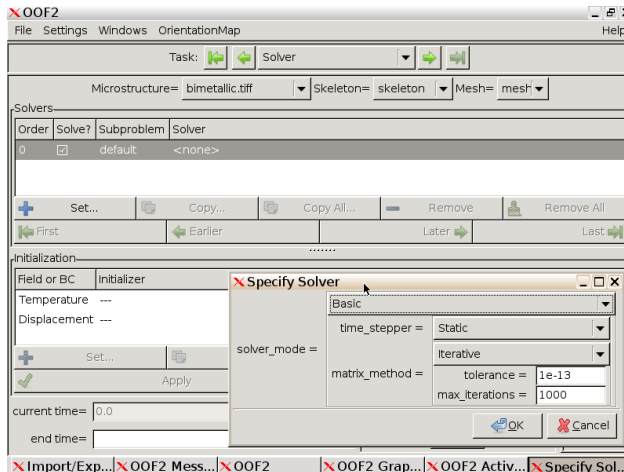 OOF2
File Settings Windows OrientationMap Help
Task: Solver
Microstructure= bimetallic.tiff Skeleton= skeleton Mesh= mesh
Solvers
Order Solve? Subproblem Solver
0 default <none>
Set... Copy... Copy All... Remove Remove All
First Earlier Later Last
Initialization
Field or BC Initializer
Temperature ---
Displacement ---
Set...
Apply
current time= 0.0
end time=
Specify Solver
Basic
time_stepper = Static
solver_mode =
Iterative
matrix_method = tolerance = 1e-13
max_iterations = 1000
OK Cancel
Import/Exp... OOF2 Mess... OOF2 OOF2 Grap... OOF2 Activ... Specify Sol...